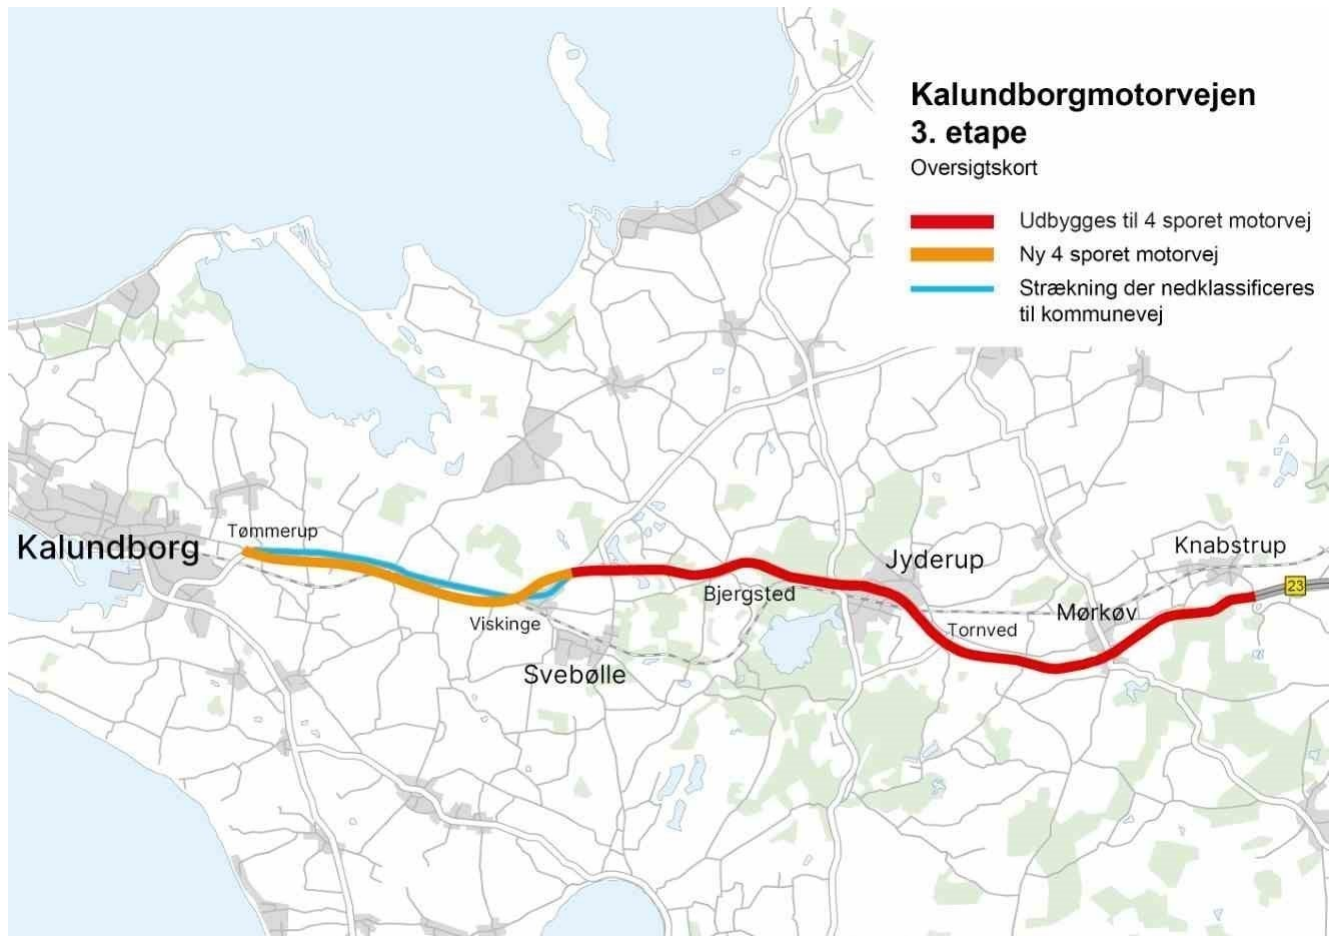 Kalundborgmotorvejen
3. etape
Oversigtskort
Udbygges til 4 sporet motorvej
Ny 4 sporet motorvej
Strækning der nedklassificeres
til kommunevej
Tømmerup
Kalundborg
Knabstrup
Jyderup
23
Bjergsted
Mørkøv
Viskinge
Tornved
Svebølle